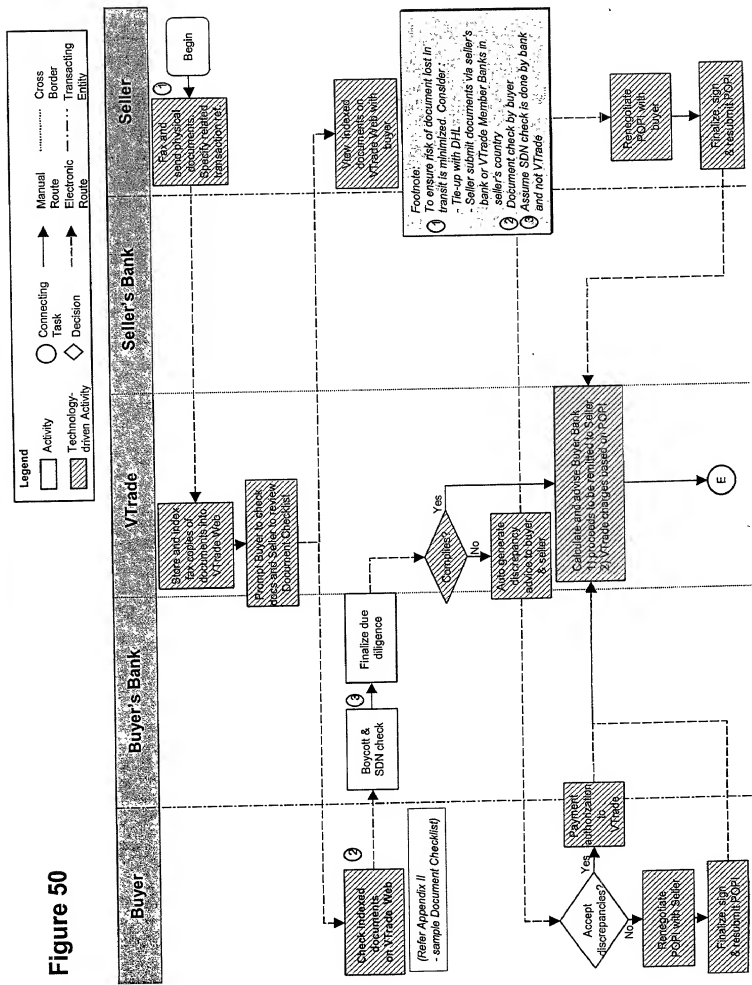 Figure 50
Legend
Activity
Technology-
driven Activity
Connecting
Task
Decision
Manual
Route
Electronic
Route
Cross
Border
Transacting
Entity
Buyer
Buyer's Bank
VTrade
Seller's Bank
Seller
Begin
1
Fax and
send physical
documents.
Specify related
transaction ref.
Store and index
fax copies of
documents into
VTrade Web
Prompt Buyer to check
docs and Seller to review
Document Checklist
View indexed
documents on
VTrade Web with
buyer
2
Check indexed
documents
on VTrade Web
(Refer Appendix II
- sample Document Checklist)
Boycott &
SDN check
3
Finalize due
diligence
Complies?
Yes
No
Auto generate
discrepancy
advice to buyer
& seller
Footnote:
1 To ensure risk of document lost in
transit is minimized. Consider :
- Tie-up with DHL
- Seller submit documents via seller's
bank or VTrade Member Banks in
seller's country
2 Document check by buyer
3 Assume SDN check is done by bank
and not VTrade
Accept
discrepancies?
Yes
No
Payment
authorization
to
VTrade
Renegotiate
POPI with Seller
Finalize, sign
& resubmit POPI
Calculate and advise Buyer Bank
1) proceeds to be remitted to Seller
2) VTrade charges based on POPI
E
Renegotiate
POPI with
buyer
Finalize, sign
& resubmit POPI